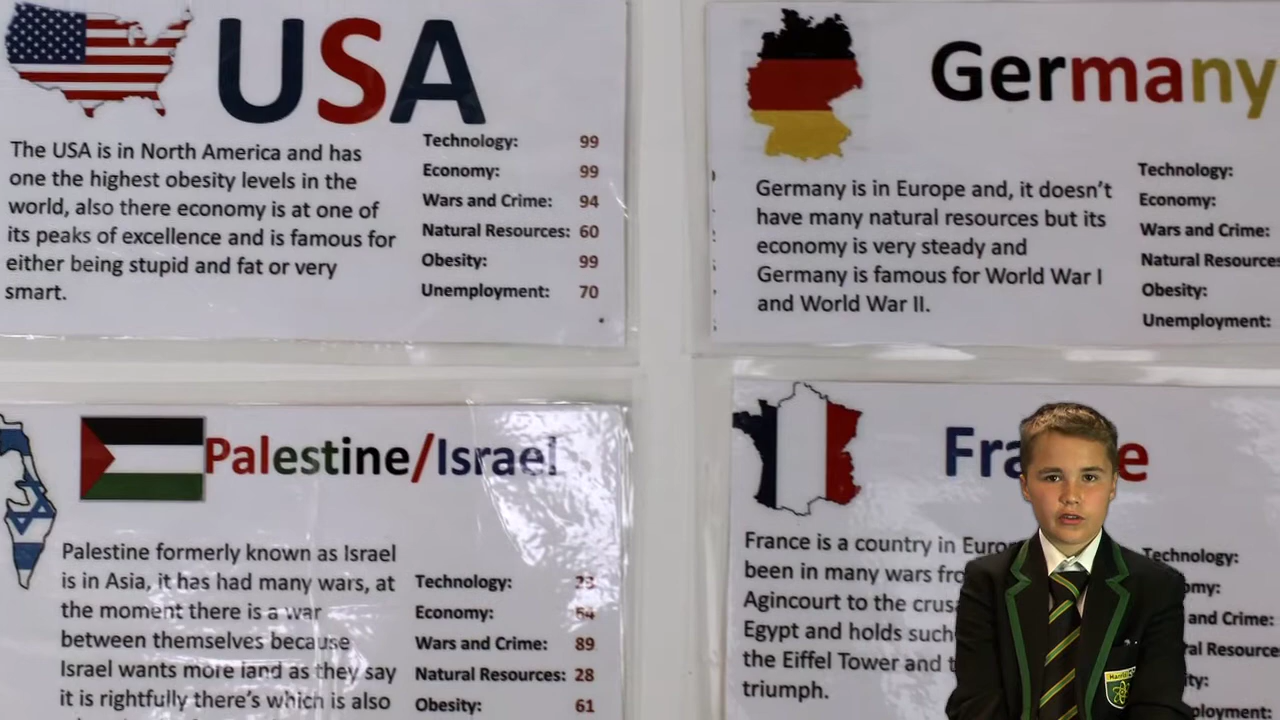 USA
The USA is in North America and has
one the highest obesity levels in the
world, also there economy is at one of
its peaks of excellence and is famous for
either being stupid and fat or very
smart.
Technology: 99
Economy: 99
Wars and Crime: 94
Natural Resources: 60
Obesity: 99
Unemployment: 70
Germany
Germany is in Europe and, it doesn't
have many natural resources but its
economy is very steady and
Germany is famous for World War I
and World War II.
Technology:
Economy:
Wars and Crime:
Natural Resources
Obesity:
Unemployment:
Palestine/Israel
Palestine formerly known as Israel
is in Asia, it has had many wars, at
the moment there is a war
between themselves because
Israel wants more land as they say
it is rightfully there's which is also
Technology: 23
Economy: 64
Wars and Crime: 89
Natural Resources: 28
Obesity: 61
France is a country in
been in many wars
Agincourt to the
Egypt and holds such
the Eiffel Tower and
triumph.
Technology:
and Crime: